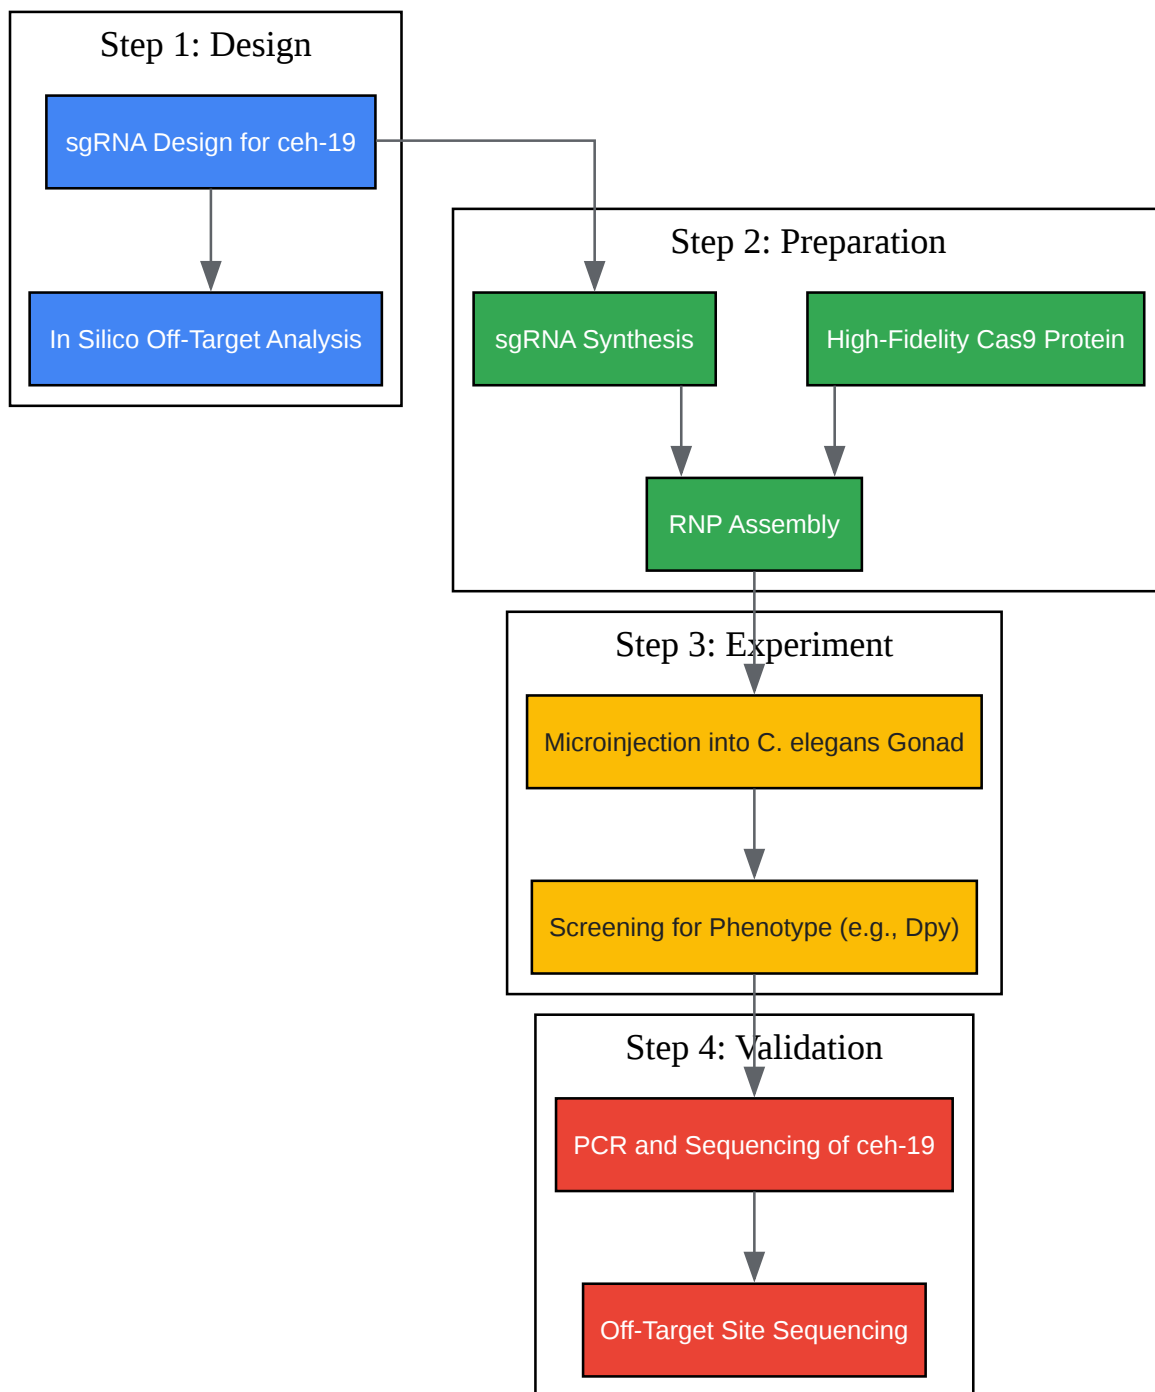 Step 1: Design
sgRNA Design for ceh-19
In Silico Off-Target Analysis
Step 2: Preparation
sgRNA Synthesis
High-Fidelity Cas9 Protein
RNP Assembly
Step 3: Experiment
Microinjection into C. elegans Gonad
Screening for Phenotype (e.g., Dpy)
Step 4: Validation
PCR and Sequencing of ceh-19
Off-Target Site Sequencing